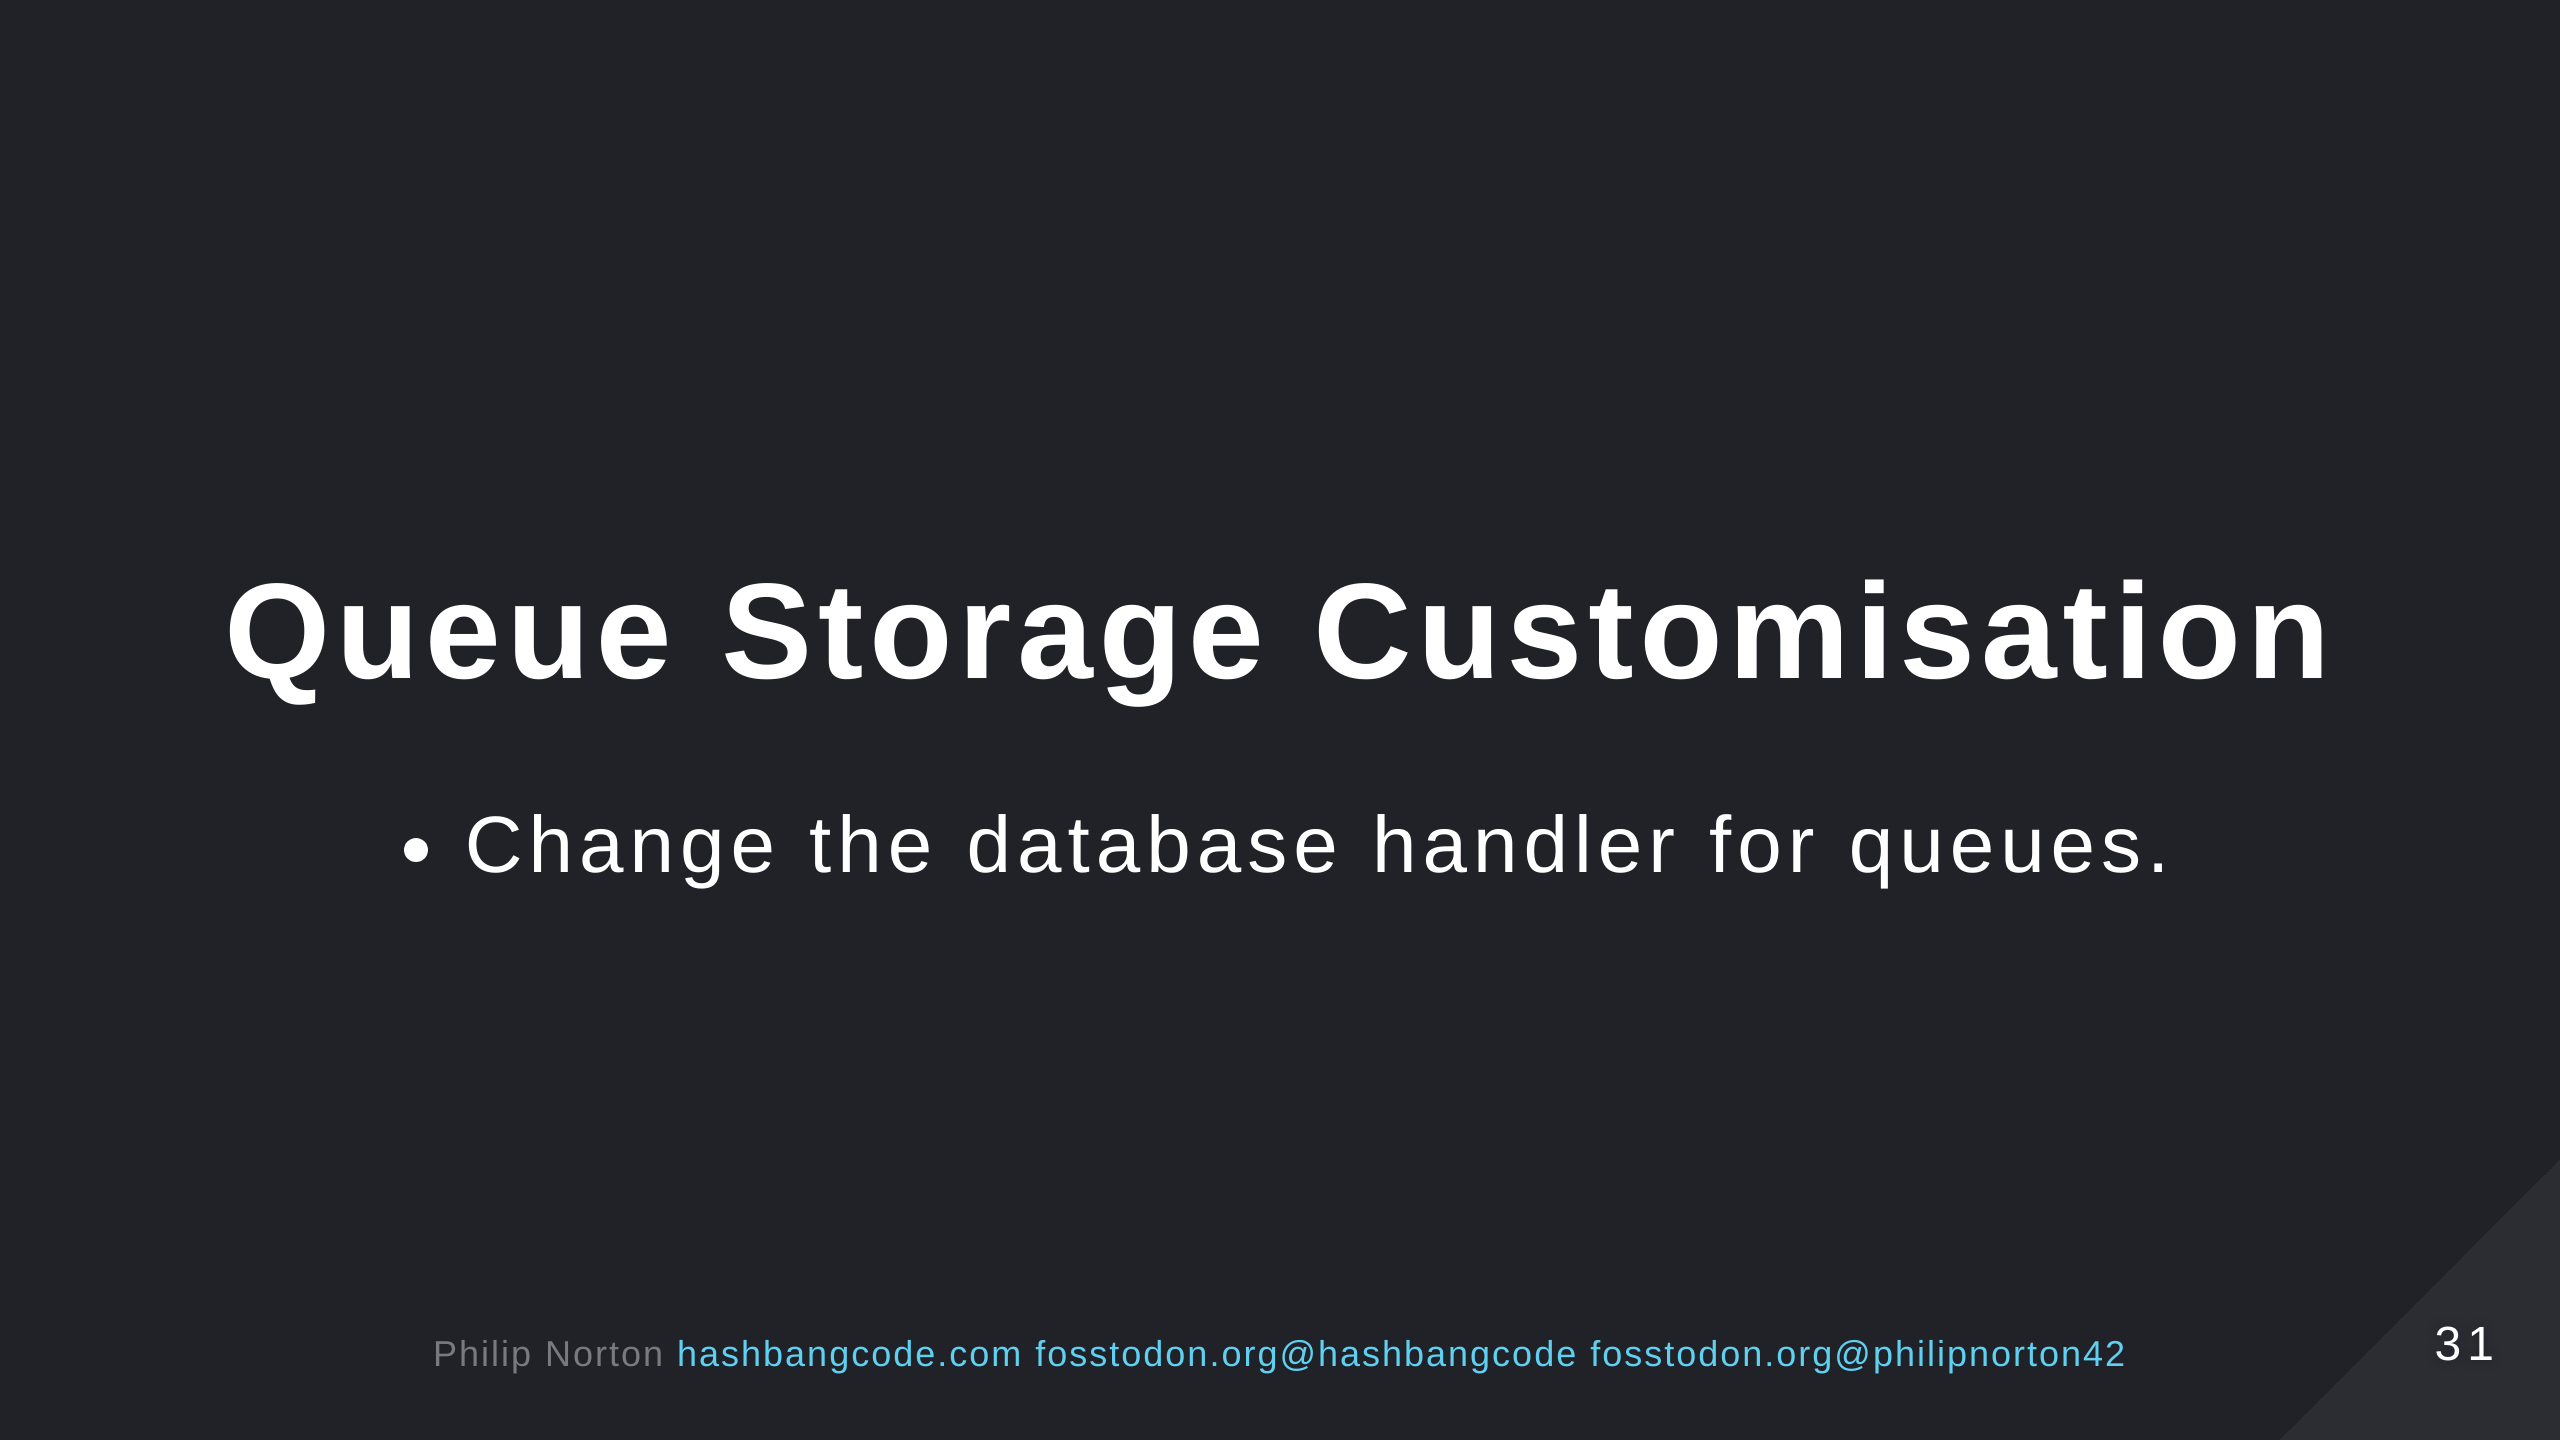 Queue Storage Customisation
• Change the database handler for queues.
Philip Norton hashbangcode.com fosstodon.org@hashbangcode fosstodon.org@philipnorton42
31